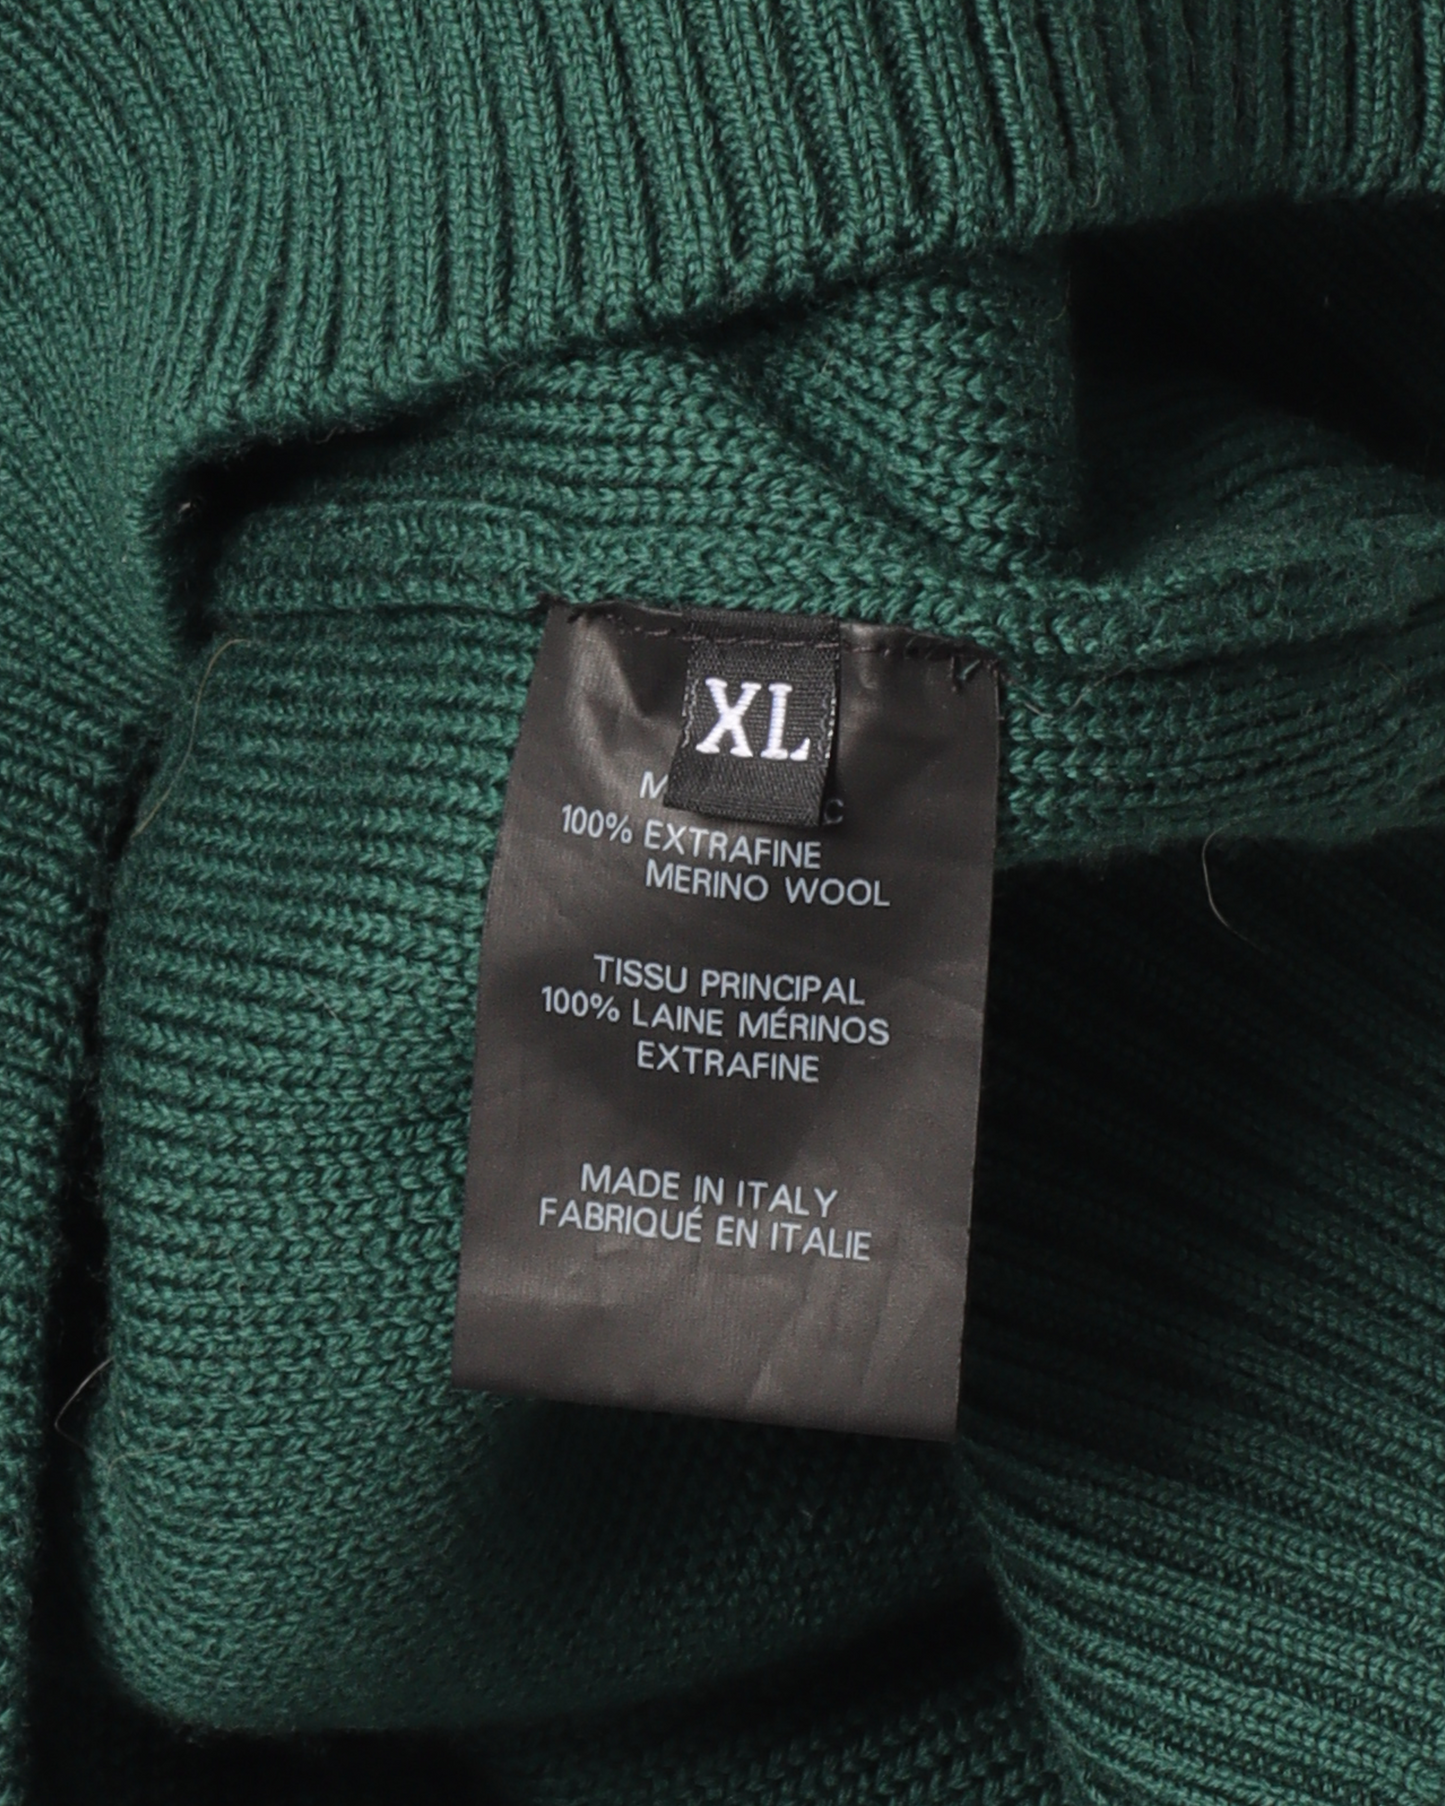 XL
100% EXTRAFINE
MERINO WOOL
TISSU PRINCIPAL
100% LAINE MÉRINOS
EXTRAFINE
MADE IN ITALY
FABRIQUÉ EN ITALIE